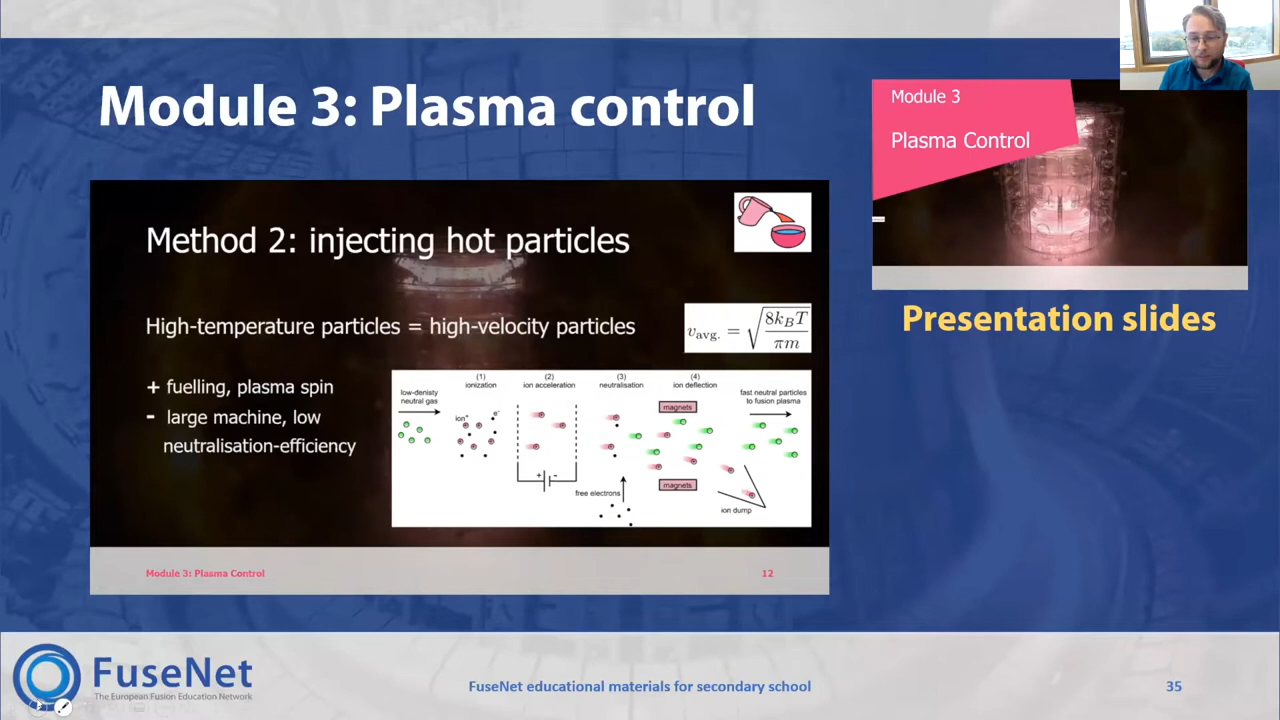 Module 3: Plasma control
Module 3
Plasma Control
Presentation slides
Method 2: injecting hot particles
High-temperature particles = high-velocity particles
v_avg. = √(8k_BT / πm)
+ fuelling, plasma spin
- large machine, low
neutralisation-efficiency
(1)
ionization
(2)
ion acceleration
(3)
neutralisation
(4)
ion deflection
low-denisty
neutral gas
fast neutral particles
to fusion plasma
ion⁺
e⁻
magnets
+ -
free electrons
magnets
ion dump
Module 3: Plasma Control
12
FuseNet
The European Fusion Education Network
FuseNet educational materials for secondary school
35